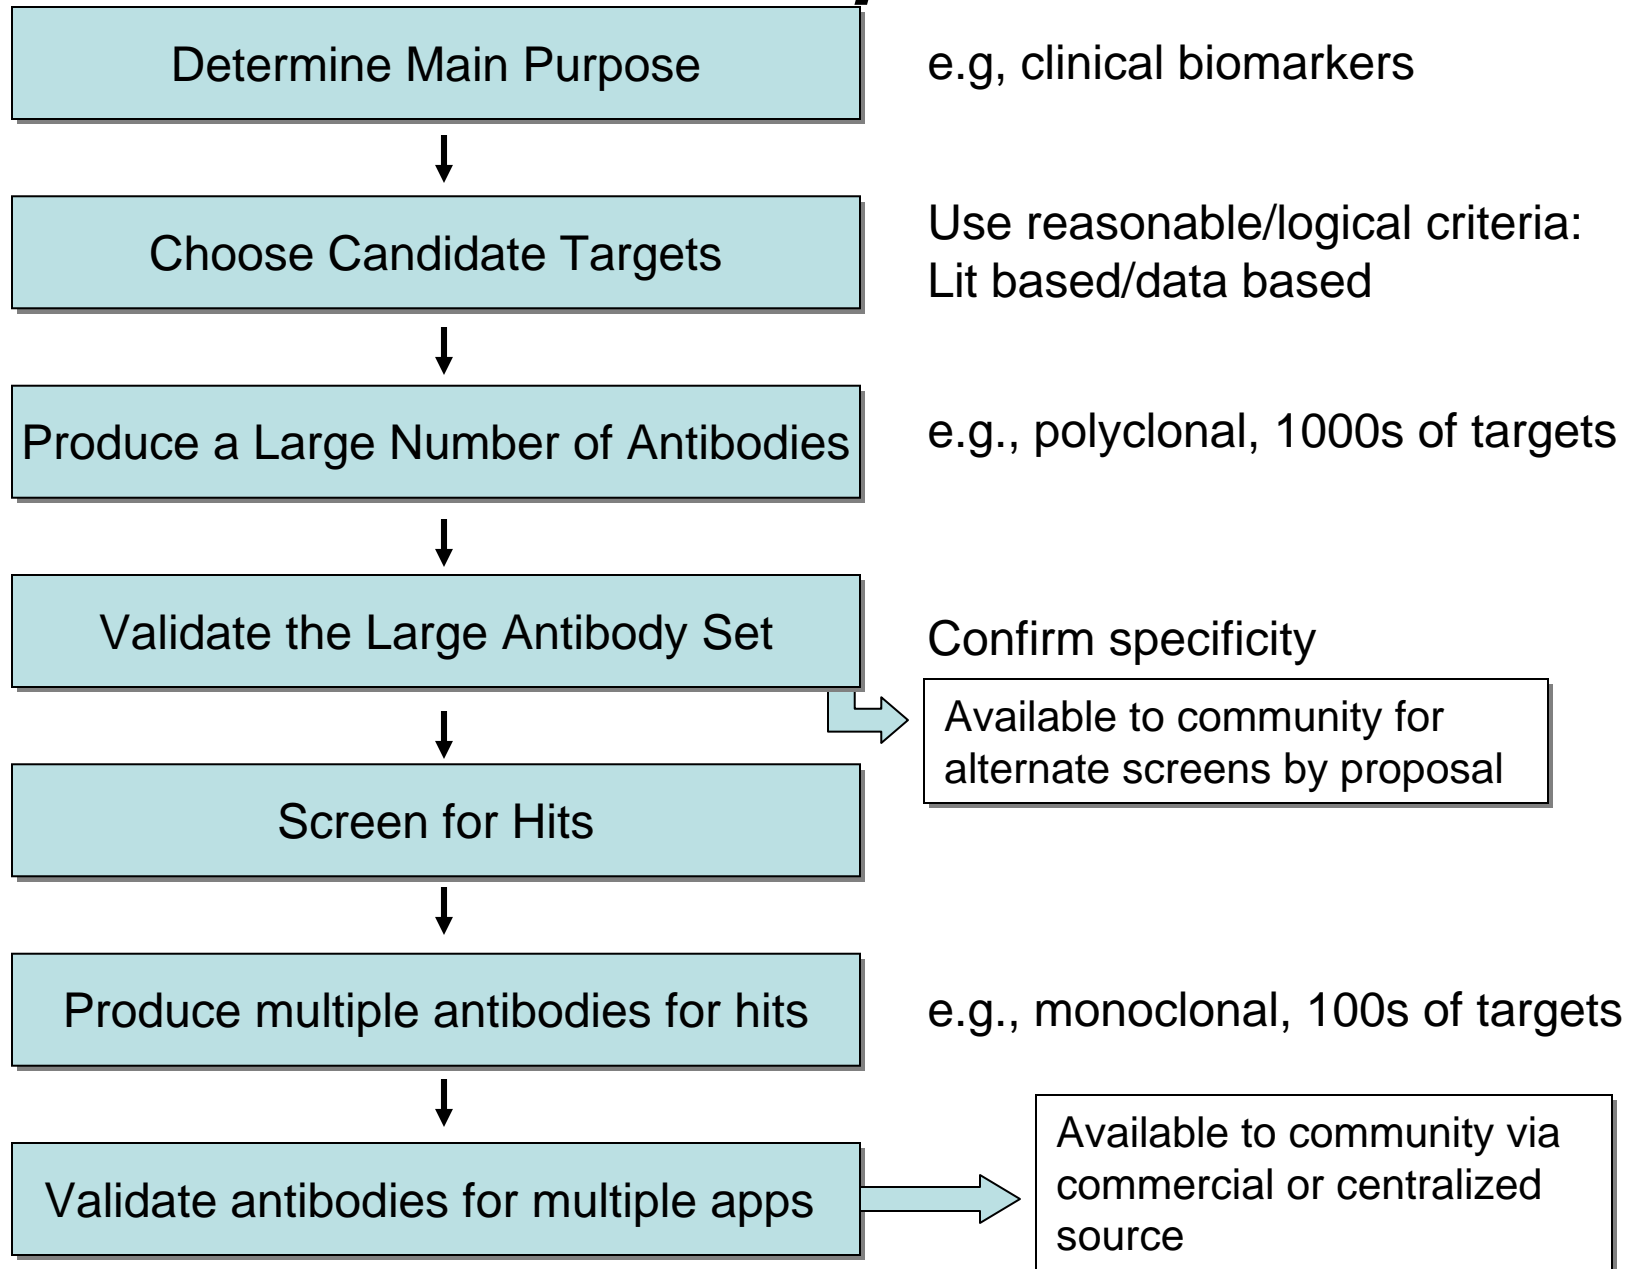 Determine Main Purpose
e.g, clinical biomarkers
Choose Candidate Targets
Use reasonable/logical criteria:
Lit based/data based
Produce a Large Number of Antibodies
e.g., polyclonal, 1000s of targets
Validate the Large Antibody Set
Confirm specificity
Available to community for
alternate screens by proposal
Screen for Hits
Produce multiple antibodies for hits
e.g., monoclonal, 100s of targets
Validate antibodies for multiple apps
Available to community via
commercial or centralized
source